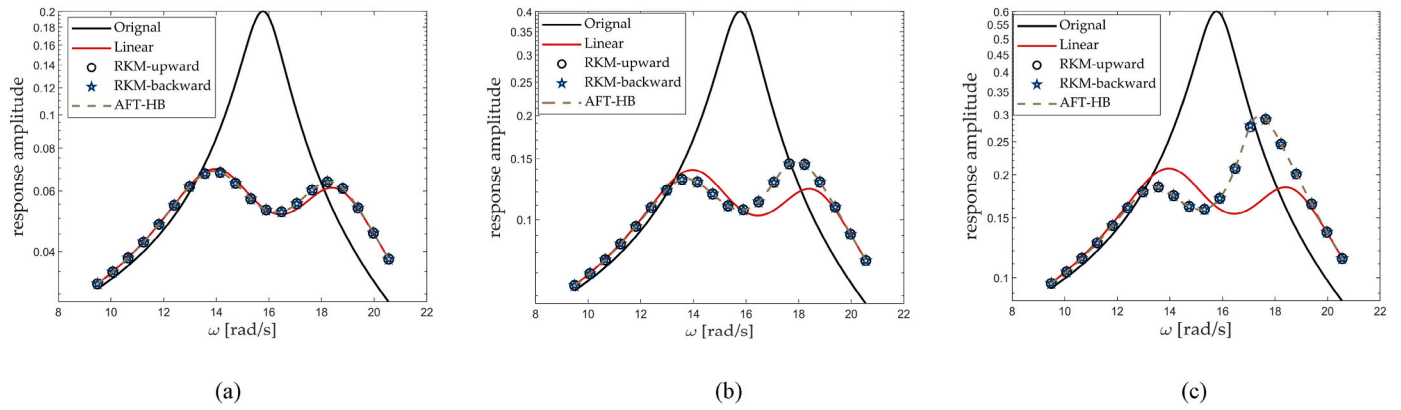 0.2
0.18
0.16
0.14
0.12
0.1
0.08
0.06
0.04
response amplitude
Orignal
Linear
RKM-upward
RKM-backward
AFT-HB
8 10 12 14 16 18 20 22
ω [rad/s]
(a)
0.4
0.35
0.3
0.25
0.2
0.15
0.1
response amplitude
Orignal
Linear
RKM-upward
RKM-backward
AFT-HB
8 10 12 14 16 18 20 22
ω [rad/s]
(b)
0.6
0.55
0.5
0.45
0.4
0.35
0.3
0.25
0.2
0.15
0.1
response amplitude
Orignal
Linear
RKM-upward
RKM-backward
AFT-HB
8 10 12 14 16 18 20 22
ω [rad/s]
(c)